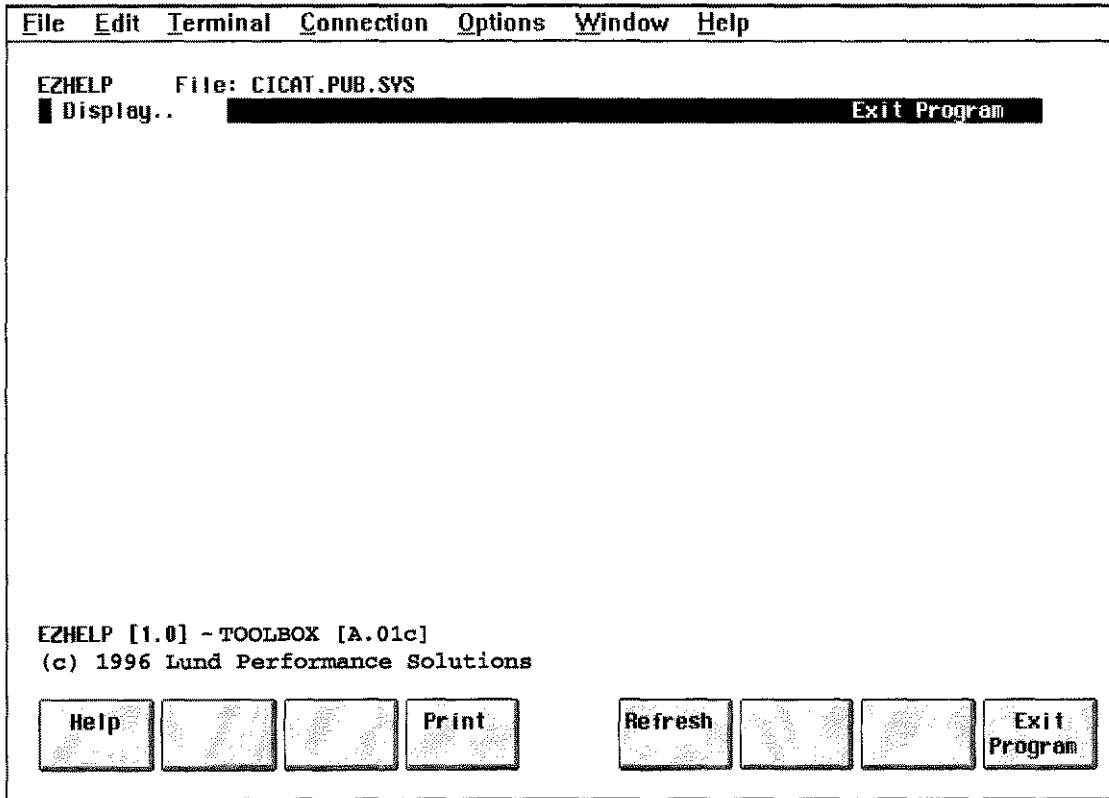 File Edit Terminal Connection Options Window Help
EZHELP File: CICAT.PUB.SYS
Display.. Exit Program
EZHELP [1.0] - TOOLBOX [A.01c]
(c) 1996 Lund Performance Solutions
Help Print Refresh Exit Program